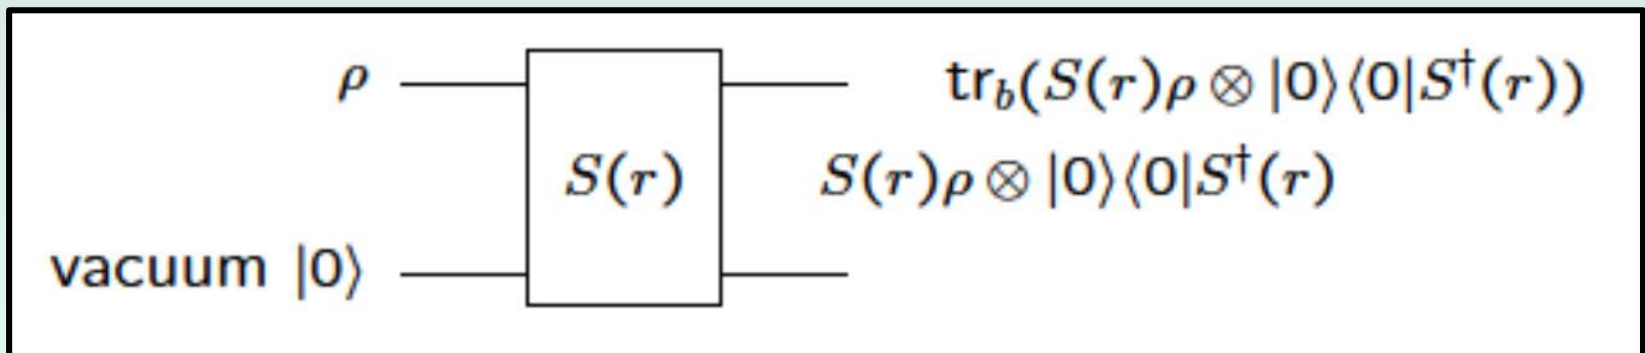 ρ tr_b(S(r)ρ ⊗ |0⟩⟨0|S†(r))
S(r) S(r)ρ ⊗ |0⟩⟨0|S†(r)
vacuum |0⟩